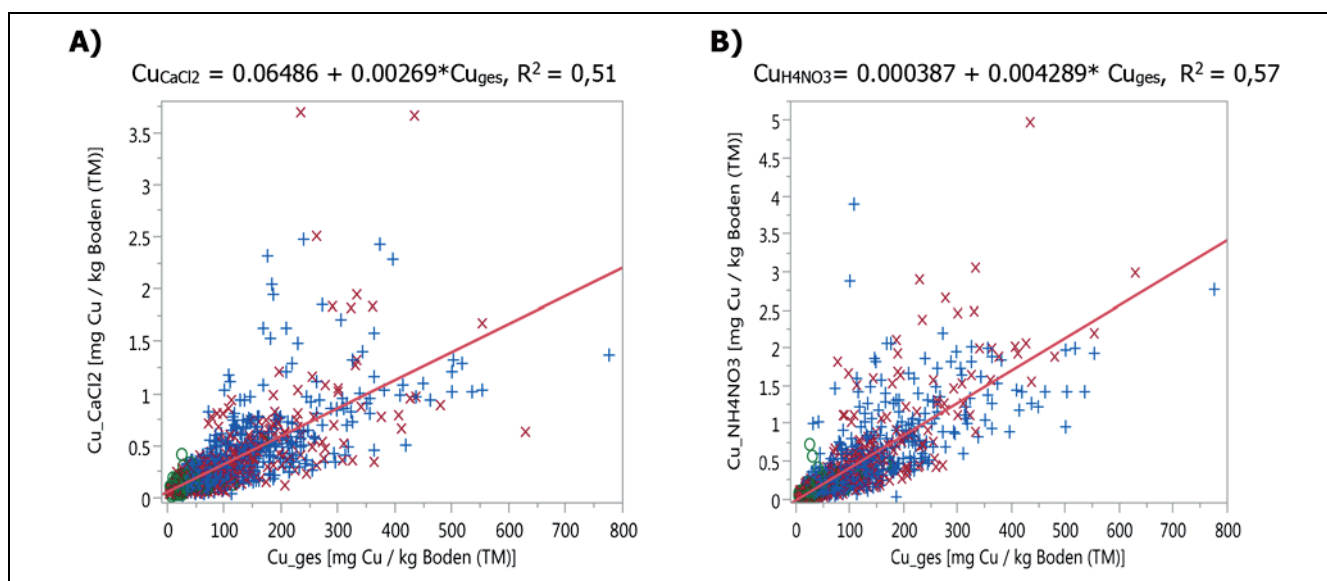 A)
Cu_CaCl2 = 0.06486 + 0.00269*Cu_ges, R² = 0,51
Cu_CaCl2 [mg Cu / kg Boden (TM)]
3.5
3
2.5
2
1.5
1
0.5
0
0 100 200 300 400 500 600 700 800
Cu_ges [mg Cu / kg Boden (TM)]
B)
Cu_H4NO3= 0.000387 + 0.004289* Cu_ges, R² = 0,57
Cu_NH4NO3 [mg Cu / kg Boden (TM)]
5
4.5
4
3.5
3
2.5
2
1.5
1
0.5
0
0 100 200 300 400 500 600 700 800
Cu_ges [mg Cu / kg Boden (TM)]